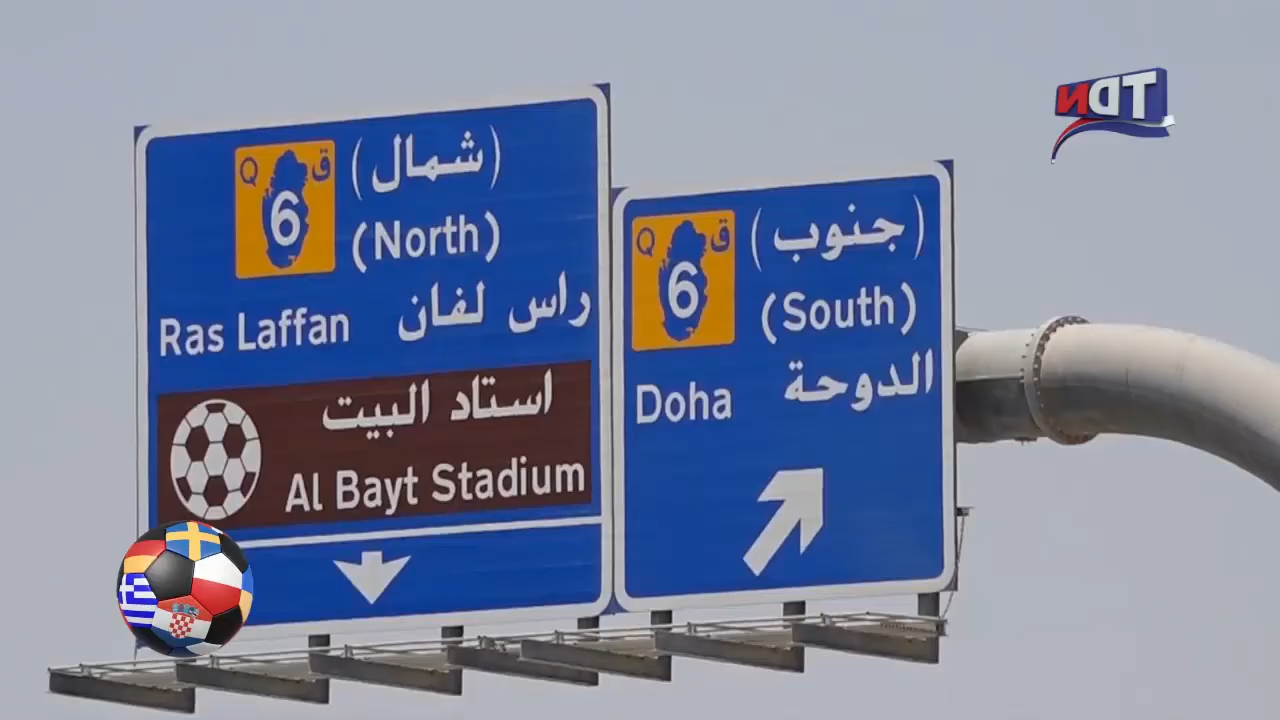 Q 6 ق
(شمال)
(North)
Ras Laffan راس لفان
استاد البيت
Al Bayt Stadium
Q 6 ق
(جنوب)
(South)
الدوحة
Doha
TDN